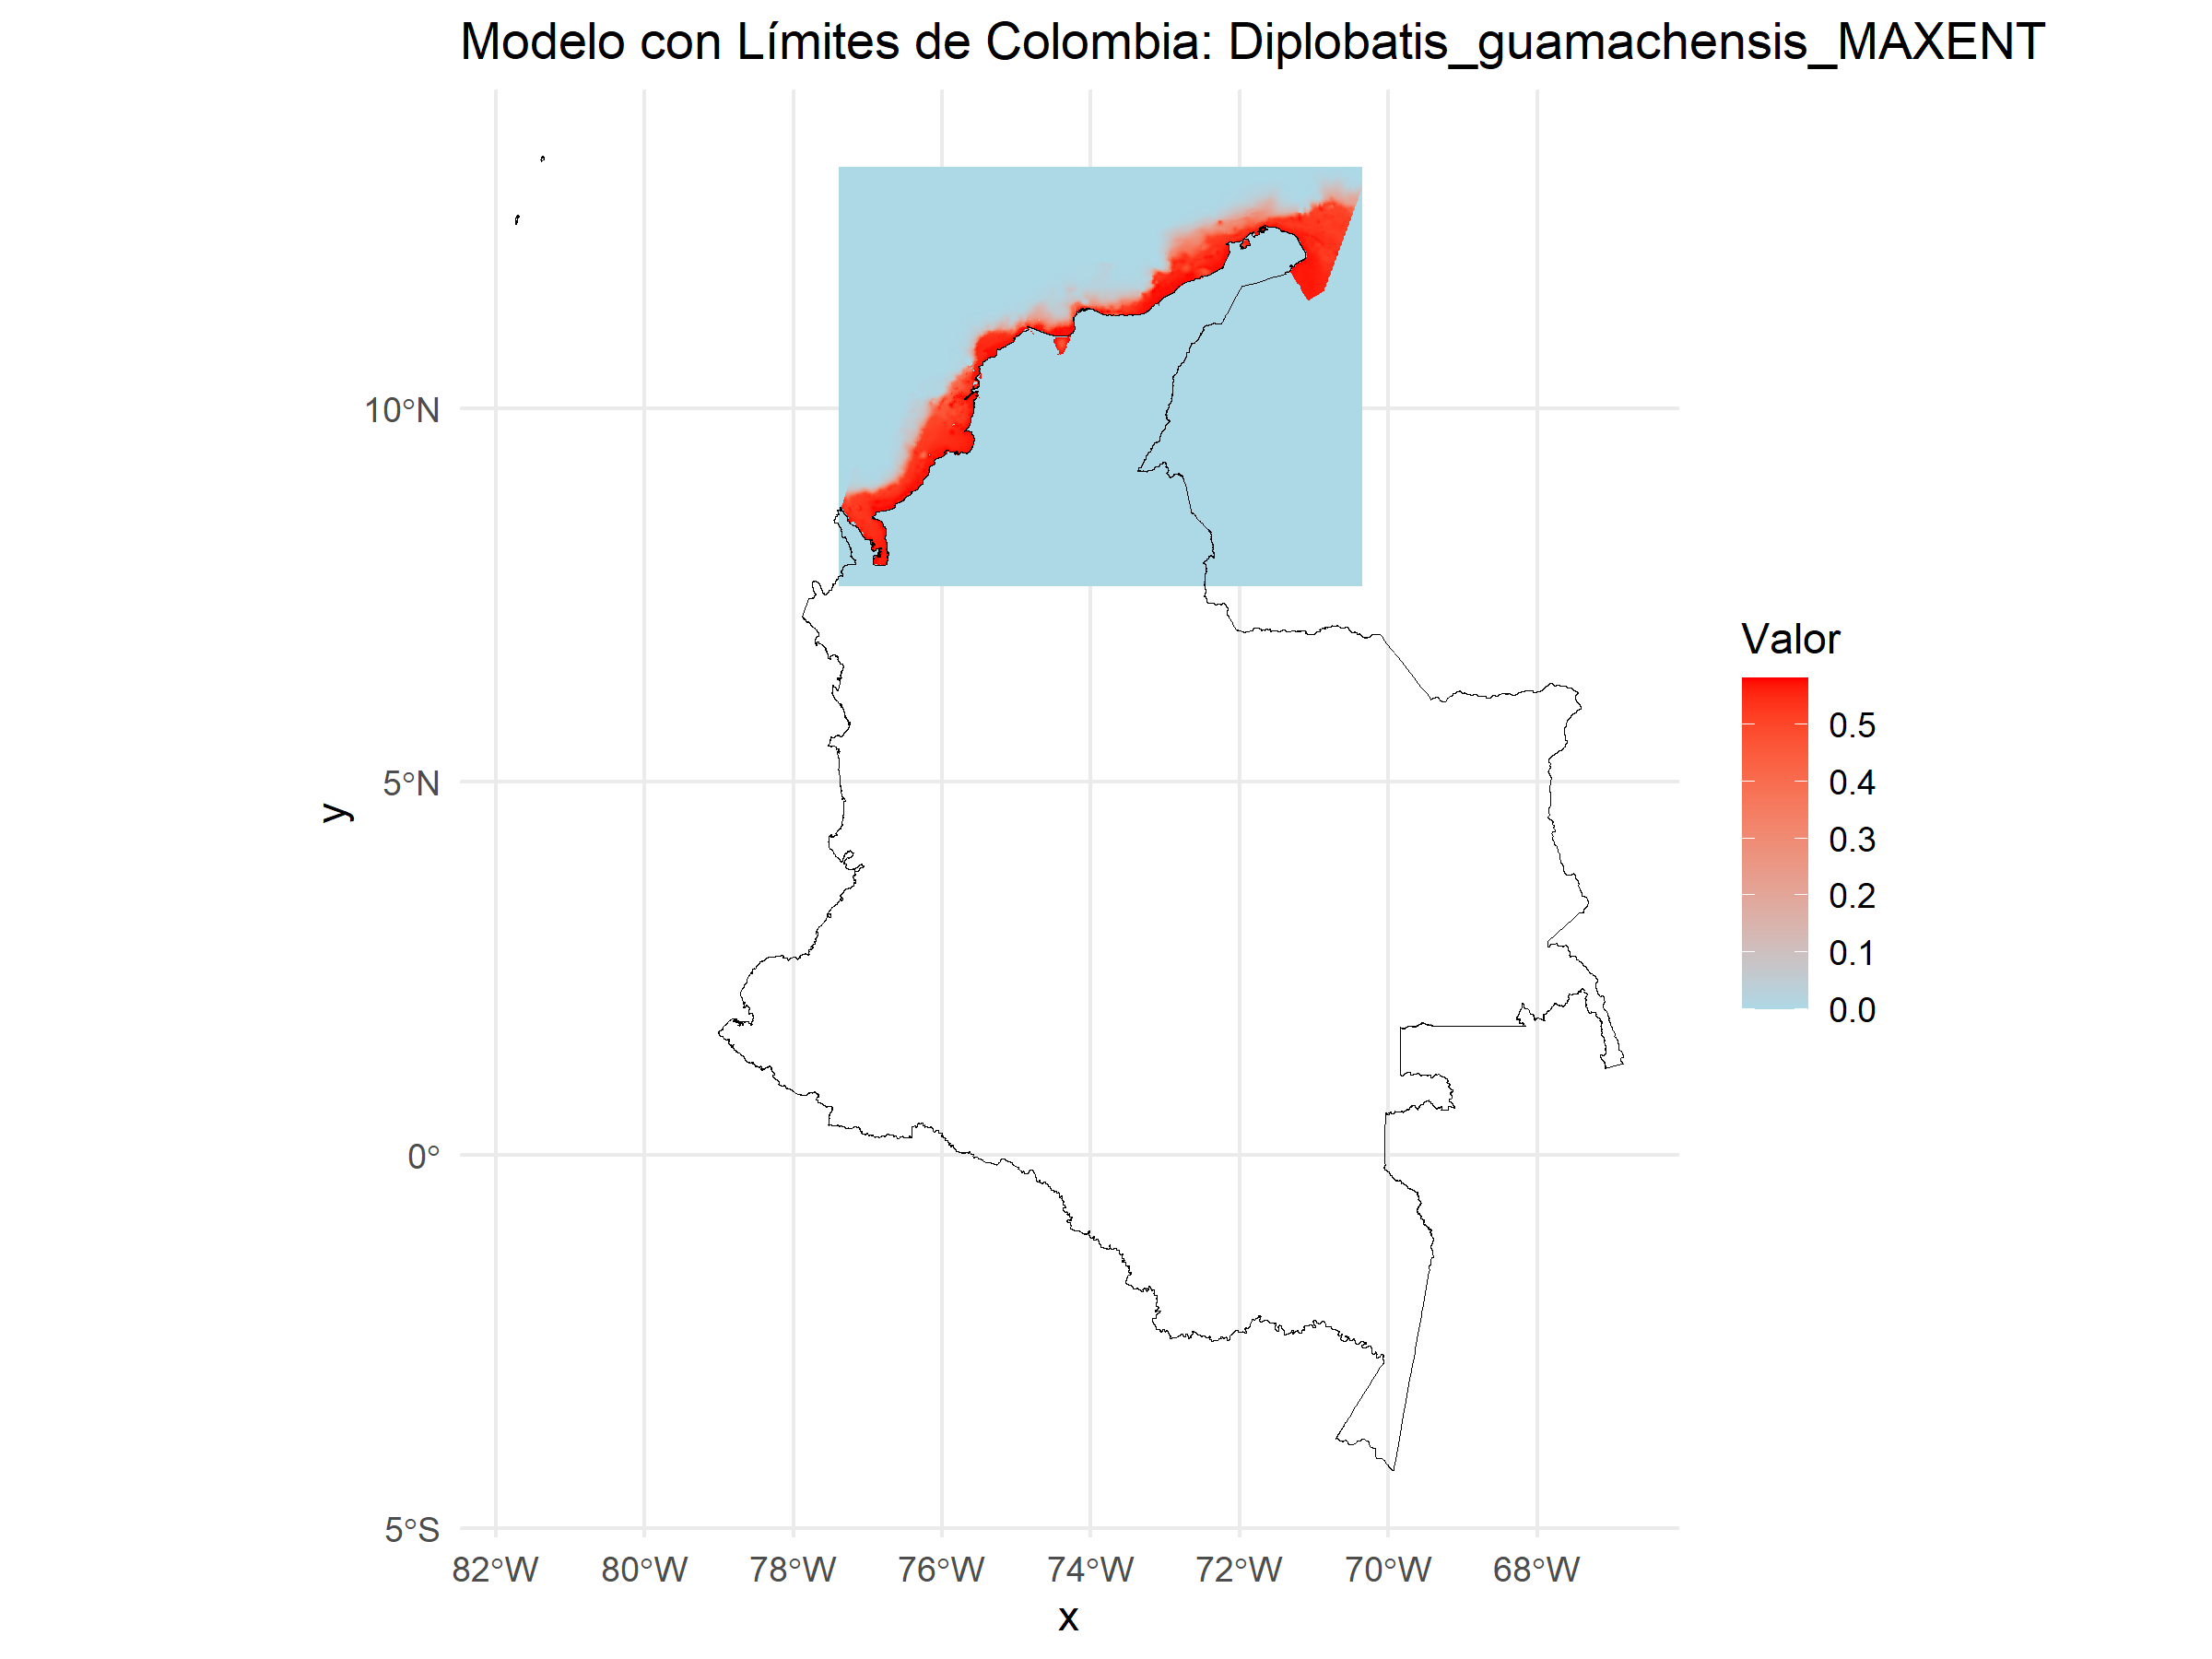 Modelo con Límites de Colombia: Diplobatis_guamachensis_MAXENT
10°N
5°N
0°
5°S
y
82°W 80°W 78°W 76°W 74°W 72°W 70°W 68°W
x
Valor
0.5
0.4
0.3
0.2
0.1
0.0